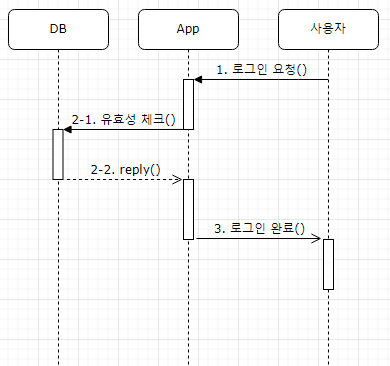 DB
App
사용자
1. 로그인 요청()
2-1. 유효성 체크()
2-2. reply()
3. 로그인 완료()